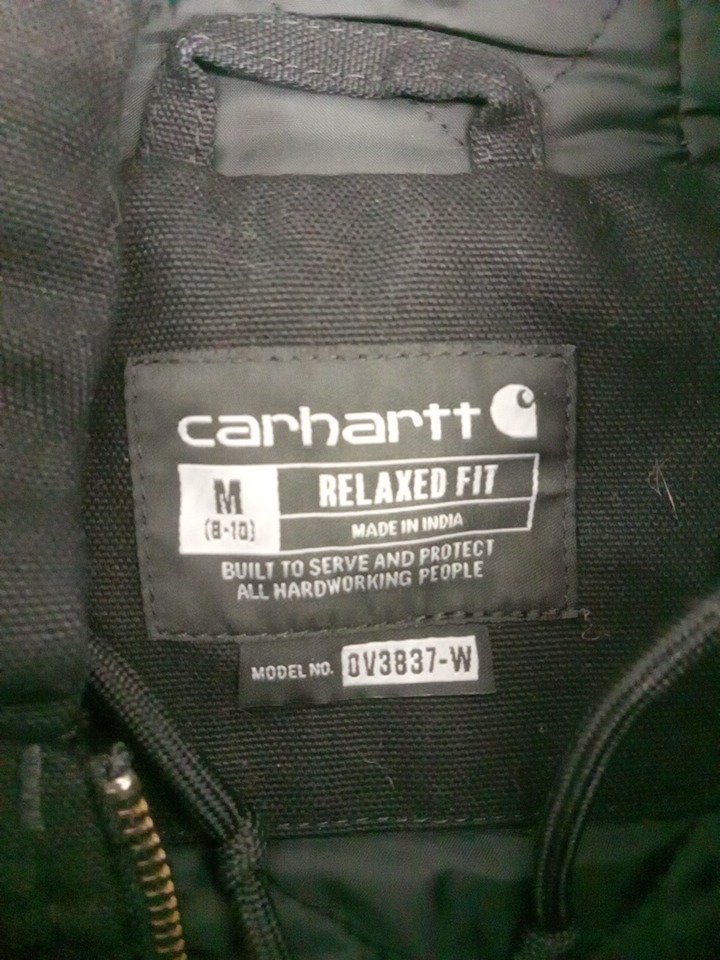 carhartt
M
(8-10)
RELAXED FIT
MADE IN INDIA
BUILT TO SERVE AND PROTECT
ALL HARDWORKING PEOPLE
MODEL NO. OV3837-W